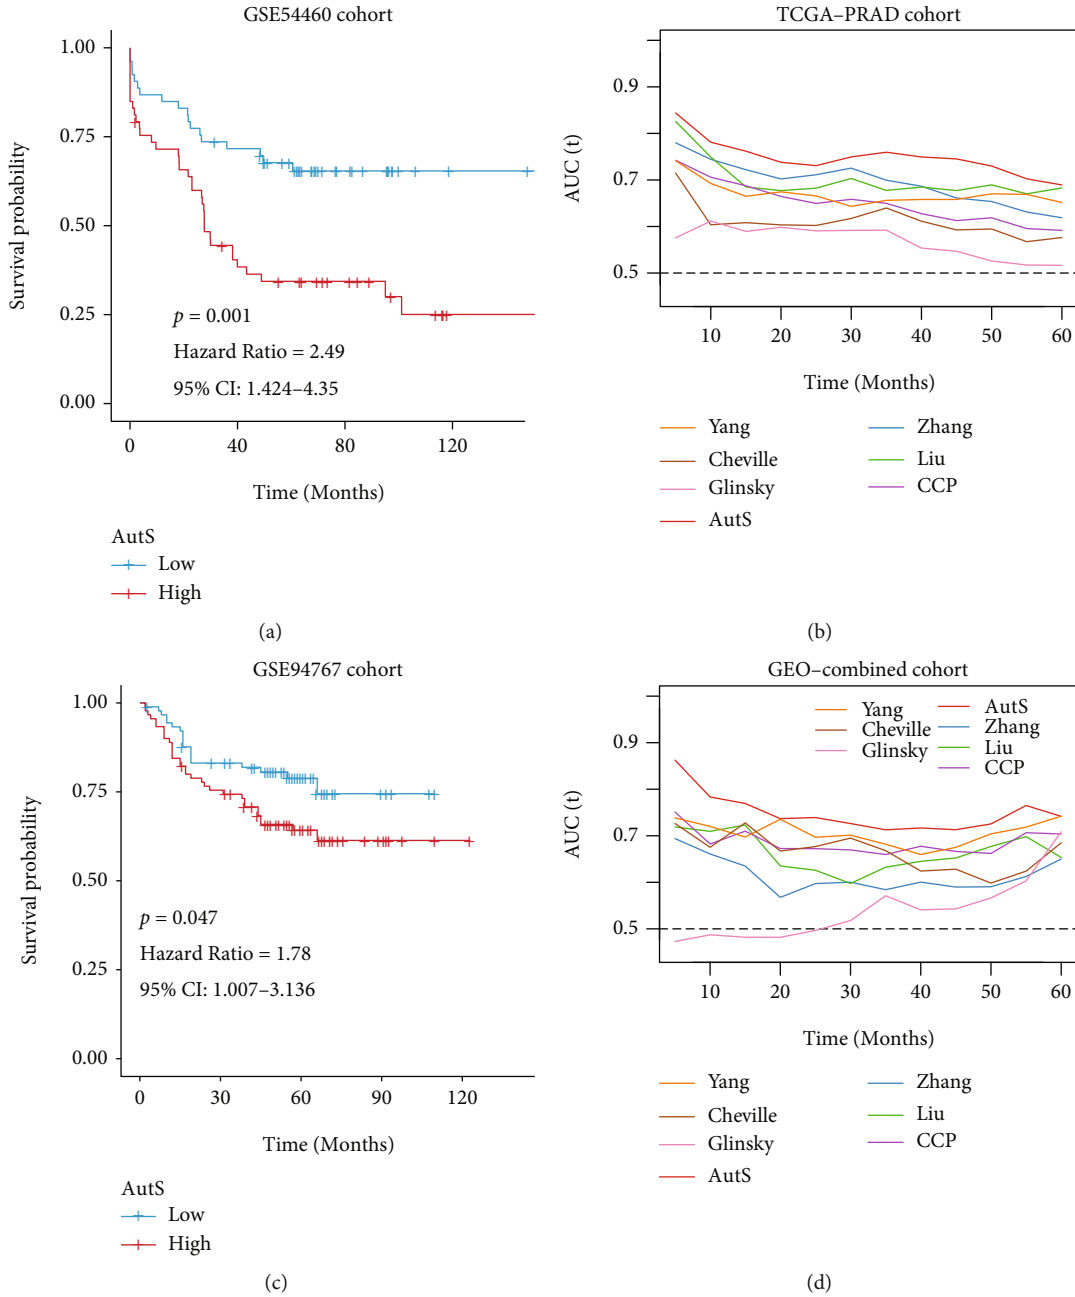 GSE54460 cohort
Survival probability
1.00
0.75
0.50
0.25
0.00
p = 0.001
Hazard Ratio = 2.49
95% CI: 1.424–4.35
0 40 80 120
Time (Months)
AutS
Low
High
(a)
TCGA–PRAD cohort
AUC (t)
0.9
0.7
0.5
10 20 30 40 50 60
Time (Months)
Yang
Cheville
Glinsky
AutS
Zhang
Liu
CCP
(b)
GSE94767 cohort
Survival probability
1.00
0.75
0.50
0.25
0.00
p = 0.047
Hazard Ratio = 1.78
95% CI: 1.007–3.136
0 30 60 90 120
Time (Months)
AutS
Low
High
(c)
GEO–combined cohort
AUC (t)
0.9
0.7
0.5
Yang
Cheville
Glinsky
AutS
Zhang
Liu
CCP
10 20 30 40 50 60
Time (Months)
Yang
Cheville
Glinsky
AutS
Zhang
Liu
CCP
(d)